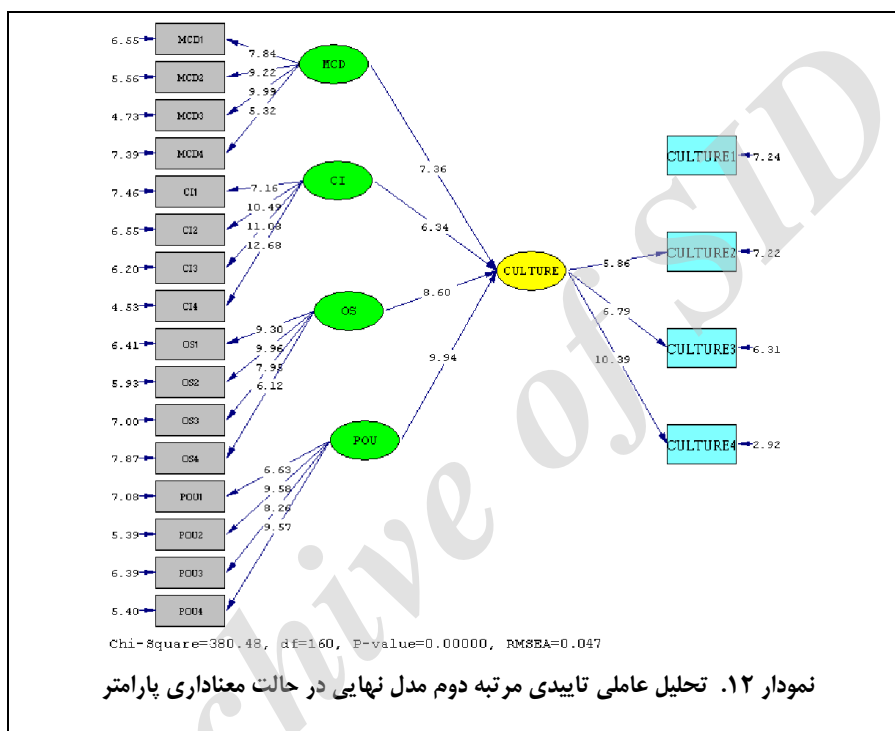 6.55 MCD1 7.84 MCD
5.56 MCD2 9.22
4.73 MCD3 9.99
5.32
7.39 MCD4 7.36 CULTURE1 7.24
7.46 CI1 7.16 CI
6.55 CI2 10.49 6.34
11.03
6.20 CI3 12.68 CULTURE 5.86 CULTURE2 7.22
4.53 CI4 8.60 OS
6.41 OS1 9.30 6.79 CULTURE3 6.31
9.96
5.93 OS2 7.98 9.94 10.39
6.12
7.00 OS3
7.87 OS4 POU CULTURE4 2.92
7.08 POU1 6.63
9.58
5.39 POU2 8.26
9.57
6.39 POU3
5.40 POU4
Chi-Square=380.48, df=160, P-value=0.00000, RMSEA=0.047
نمودار ۱۲. تحلیل عاملی تاییدی مرتبه دوم مدل نهایی در حالت معناداری پارامتر
Archive of SID